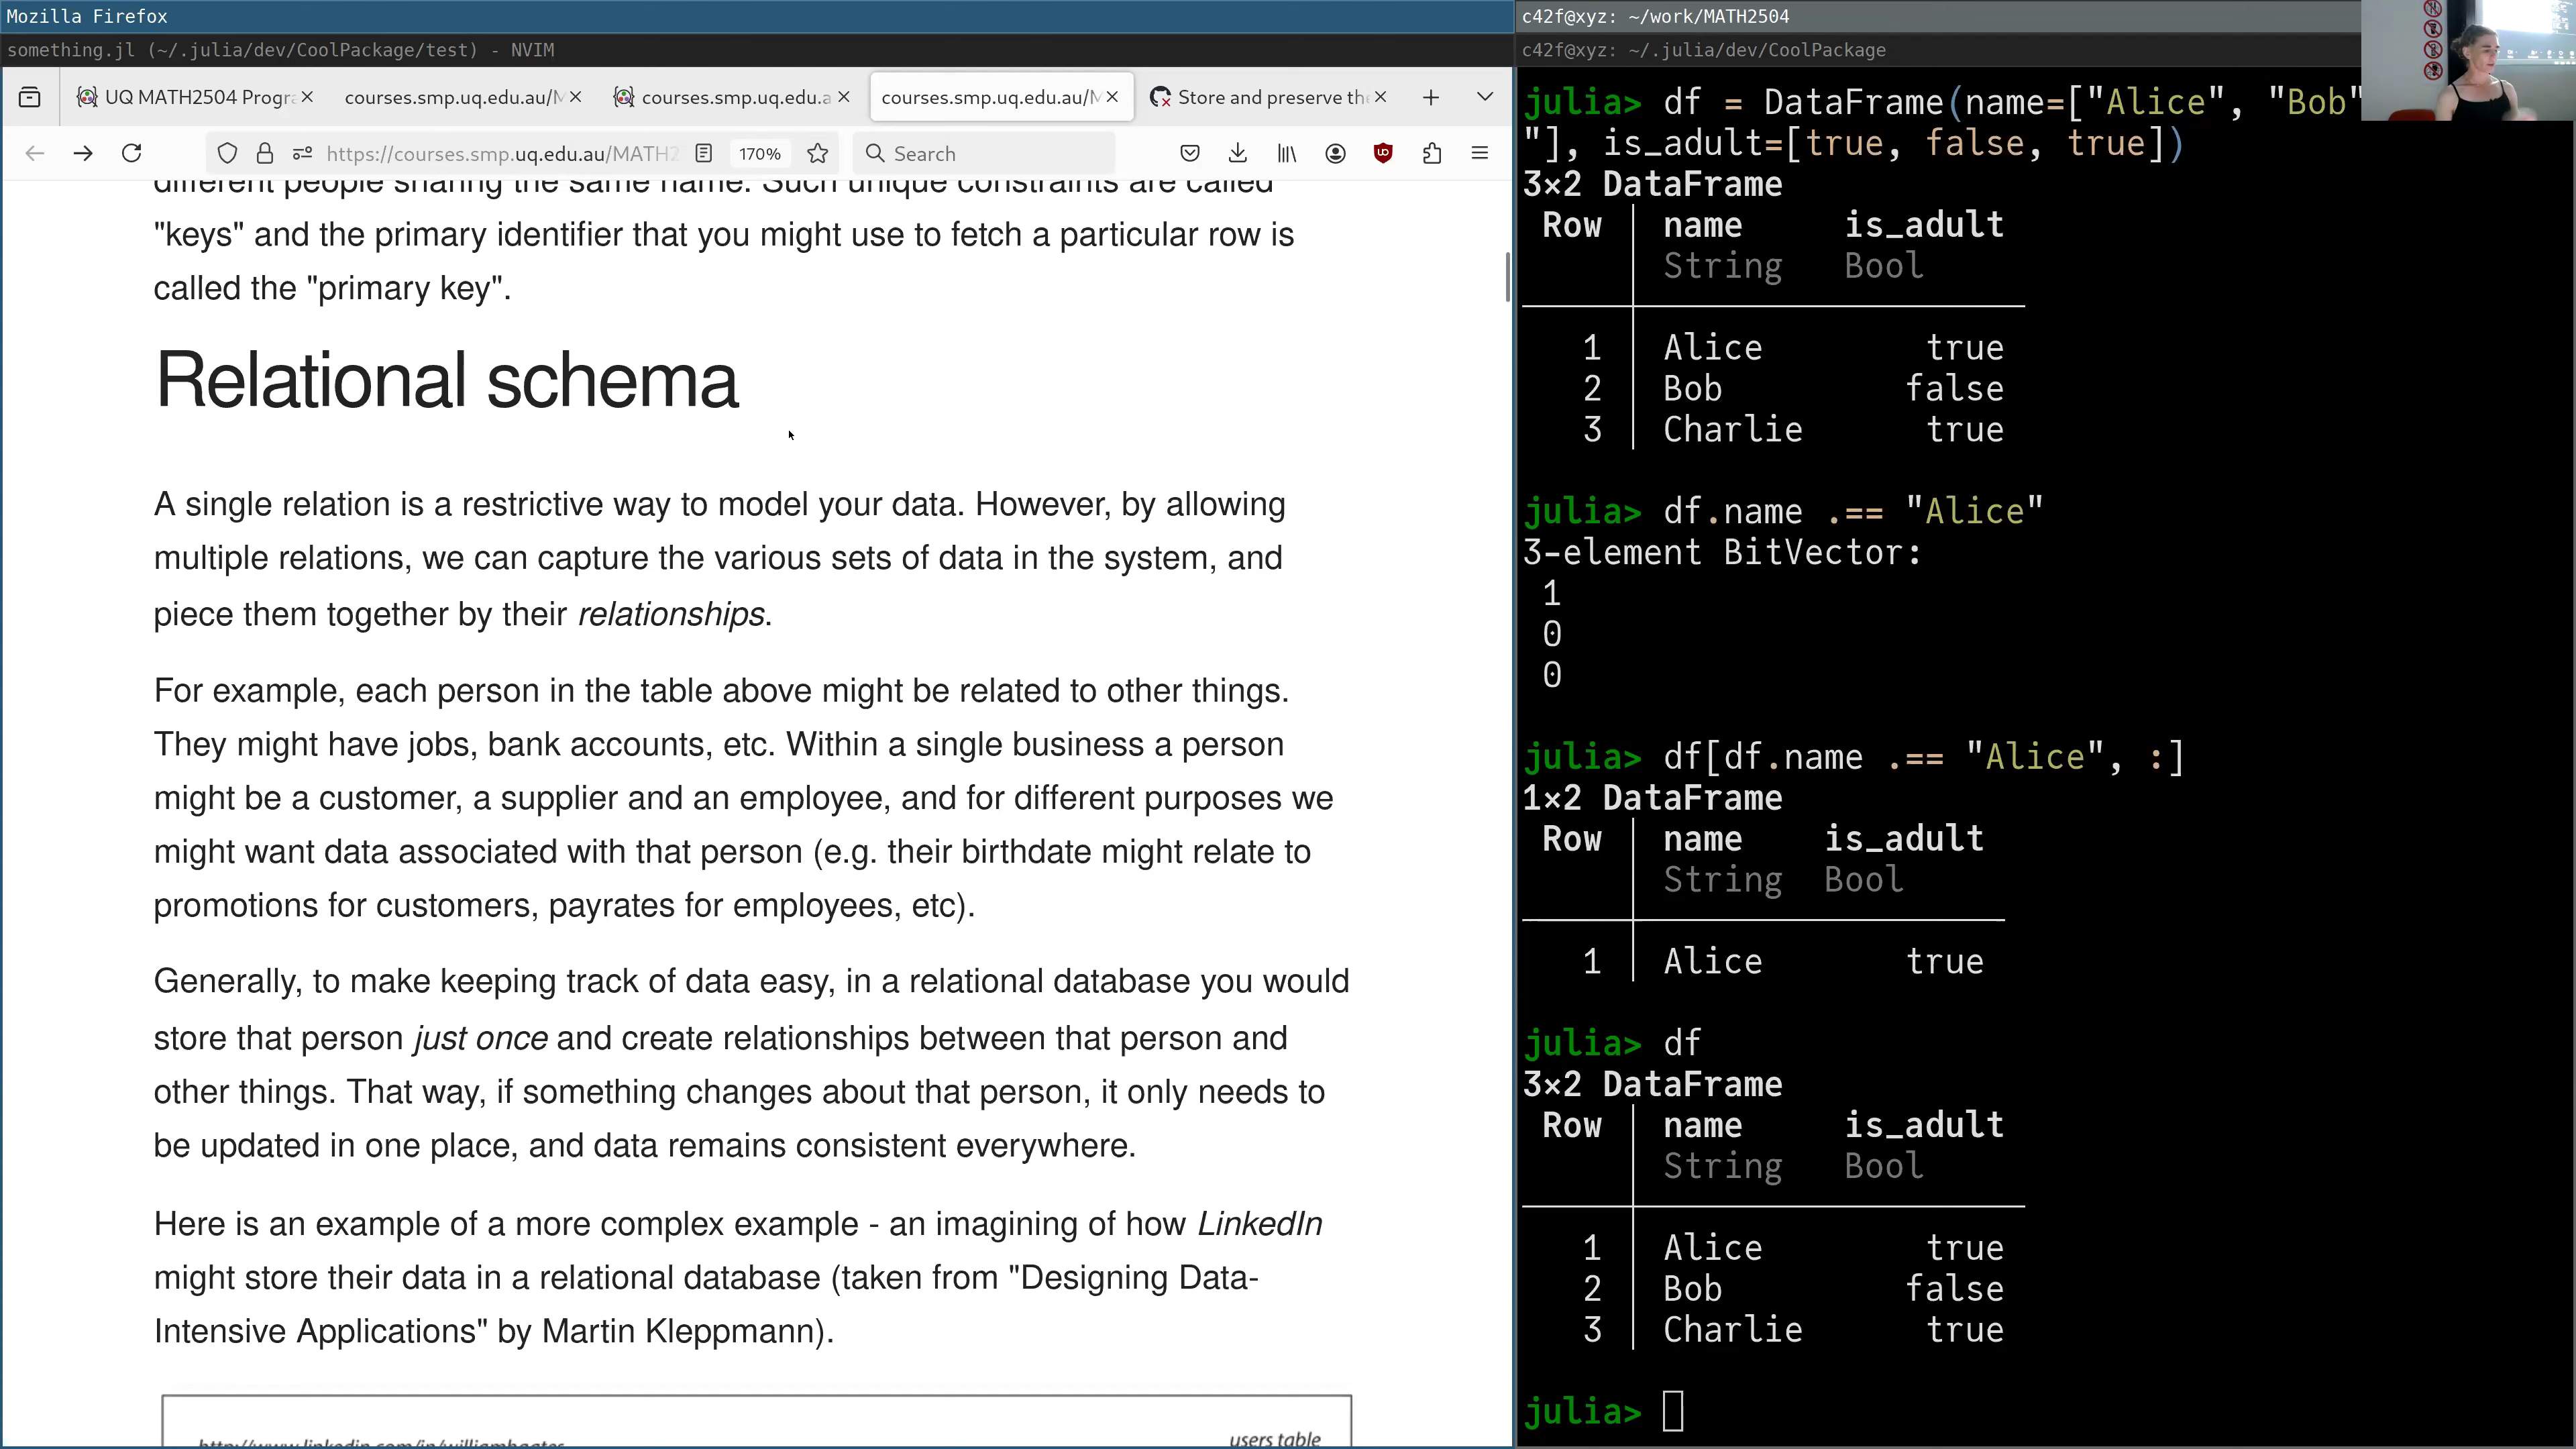 Mozilla Firefox
something.jl (~/.julia/dev/CoolPackage/test) - NVIM
UQ MATH2504 Progra
courses.smp.uq.edu.au/M
courses.smp.uq.edu.a
courses.smp.uq.edu.au/M
Store and preserve the
https://courses.smp.uq.edu.au/MATH2
170%
Search
different people sharing the same name. Such unique constraints are called
"keys" and the primary identifier that you might use to fetch a particular row is
called the "primary key".
Relational schema
A single relation is a restrictive way to model your data. However, by allowing
multiple relations, we can capture the various sets of data in the system, and
piece them together by their relationships.
For example, each person in the table above might be related to other things.
They might have jobs, bank accounts, etc. Within a single business a person
might be a customer, a supplier and an employee, and for different purposes we
might want data associated with that person (e.g. their birthdate might relate to
promotions for customers, payrates for employees, etc).
Generally, to make keeping track of data easy, in a relational database you would
store that person just once and create relationships between that person and
other things. That way, if something changes about that person, it only needs to
be updated in one place, and data remains consistent everywhere.
Here is an example of a more complex example - an imagining of how LinkedIn
might store their data in a relational database (taken from "Designing Data-
Intensive Applications" by Martin Kleppmann).
users table
c42f@xyz: ~/work/MATH2504
c42f@xyz: ~/.julia/dev/CoolPackage
julia> df = DataFrame(name=["Alice", "Bob"
"], is_adult=[true, false, true])
3×2 DataFrame
Row name is_adult
String Bool
1 Alice true
2 Bob false
3 Charlie true
julia> df.name .== "Alice"
3-element BitVector:
1
0
0
julia> df[df.name .== "Alice", :]
1×2 DataFrame
Row name is_adult
String Bool
1 Alice true
julia> df
3×2 DataFrame
Row name is_adult
String Bool
1 Alice true
2 Bob false
3 Charlie true
julia>